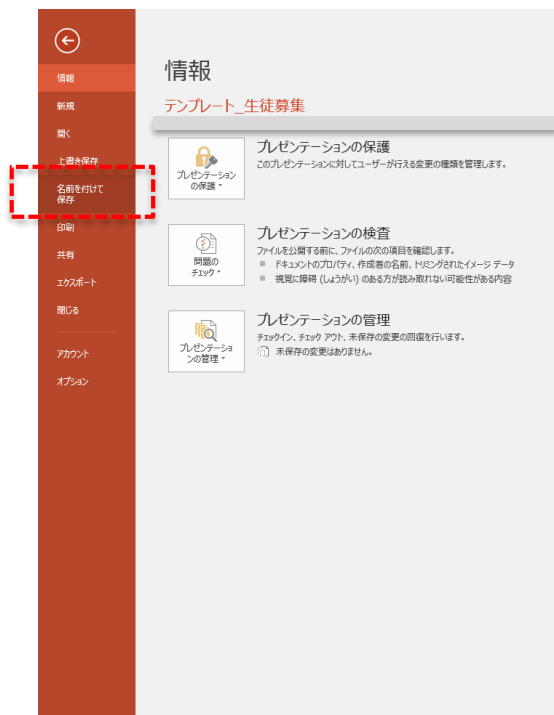 情報
新規
開く
上書き保存
名前を付けて
保存
印刷
共有
エクスポート
閉じる
アカウント
オプション
情報
テンプレート_生徒募集
プレゼンテーション
の保護
プレゼンテーションの保護
このプレゼンテーションに対してユーザーが行える変更の種類を管理します。
問題の
チェック
プレゼンテーションの検査
ファイルを公開する前に、ファイルの次の項目を確認します。
ドキュメントのプロパティ、作成者の名前、トリミングされたイメージ データ
視覚に障碍 (しょうがい) のある方が読み取れない可能性がある内容
プレゼンテーショ
ンの管理
プレゼンテーションの管理
チェックイン、チェック アウト、未保存の変更の回復を行います。
未保存の変更はありません。